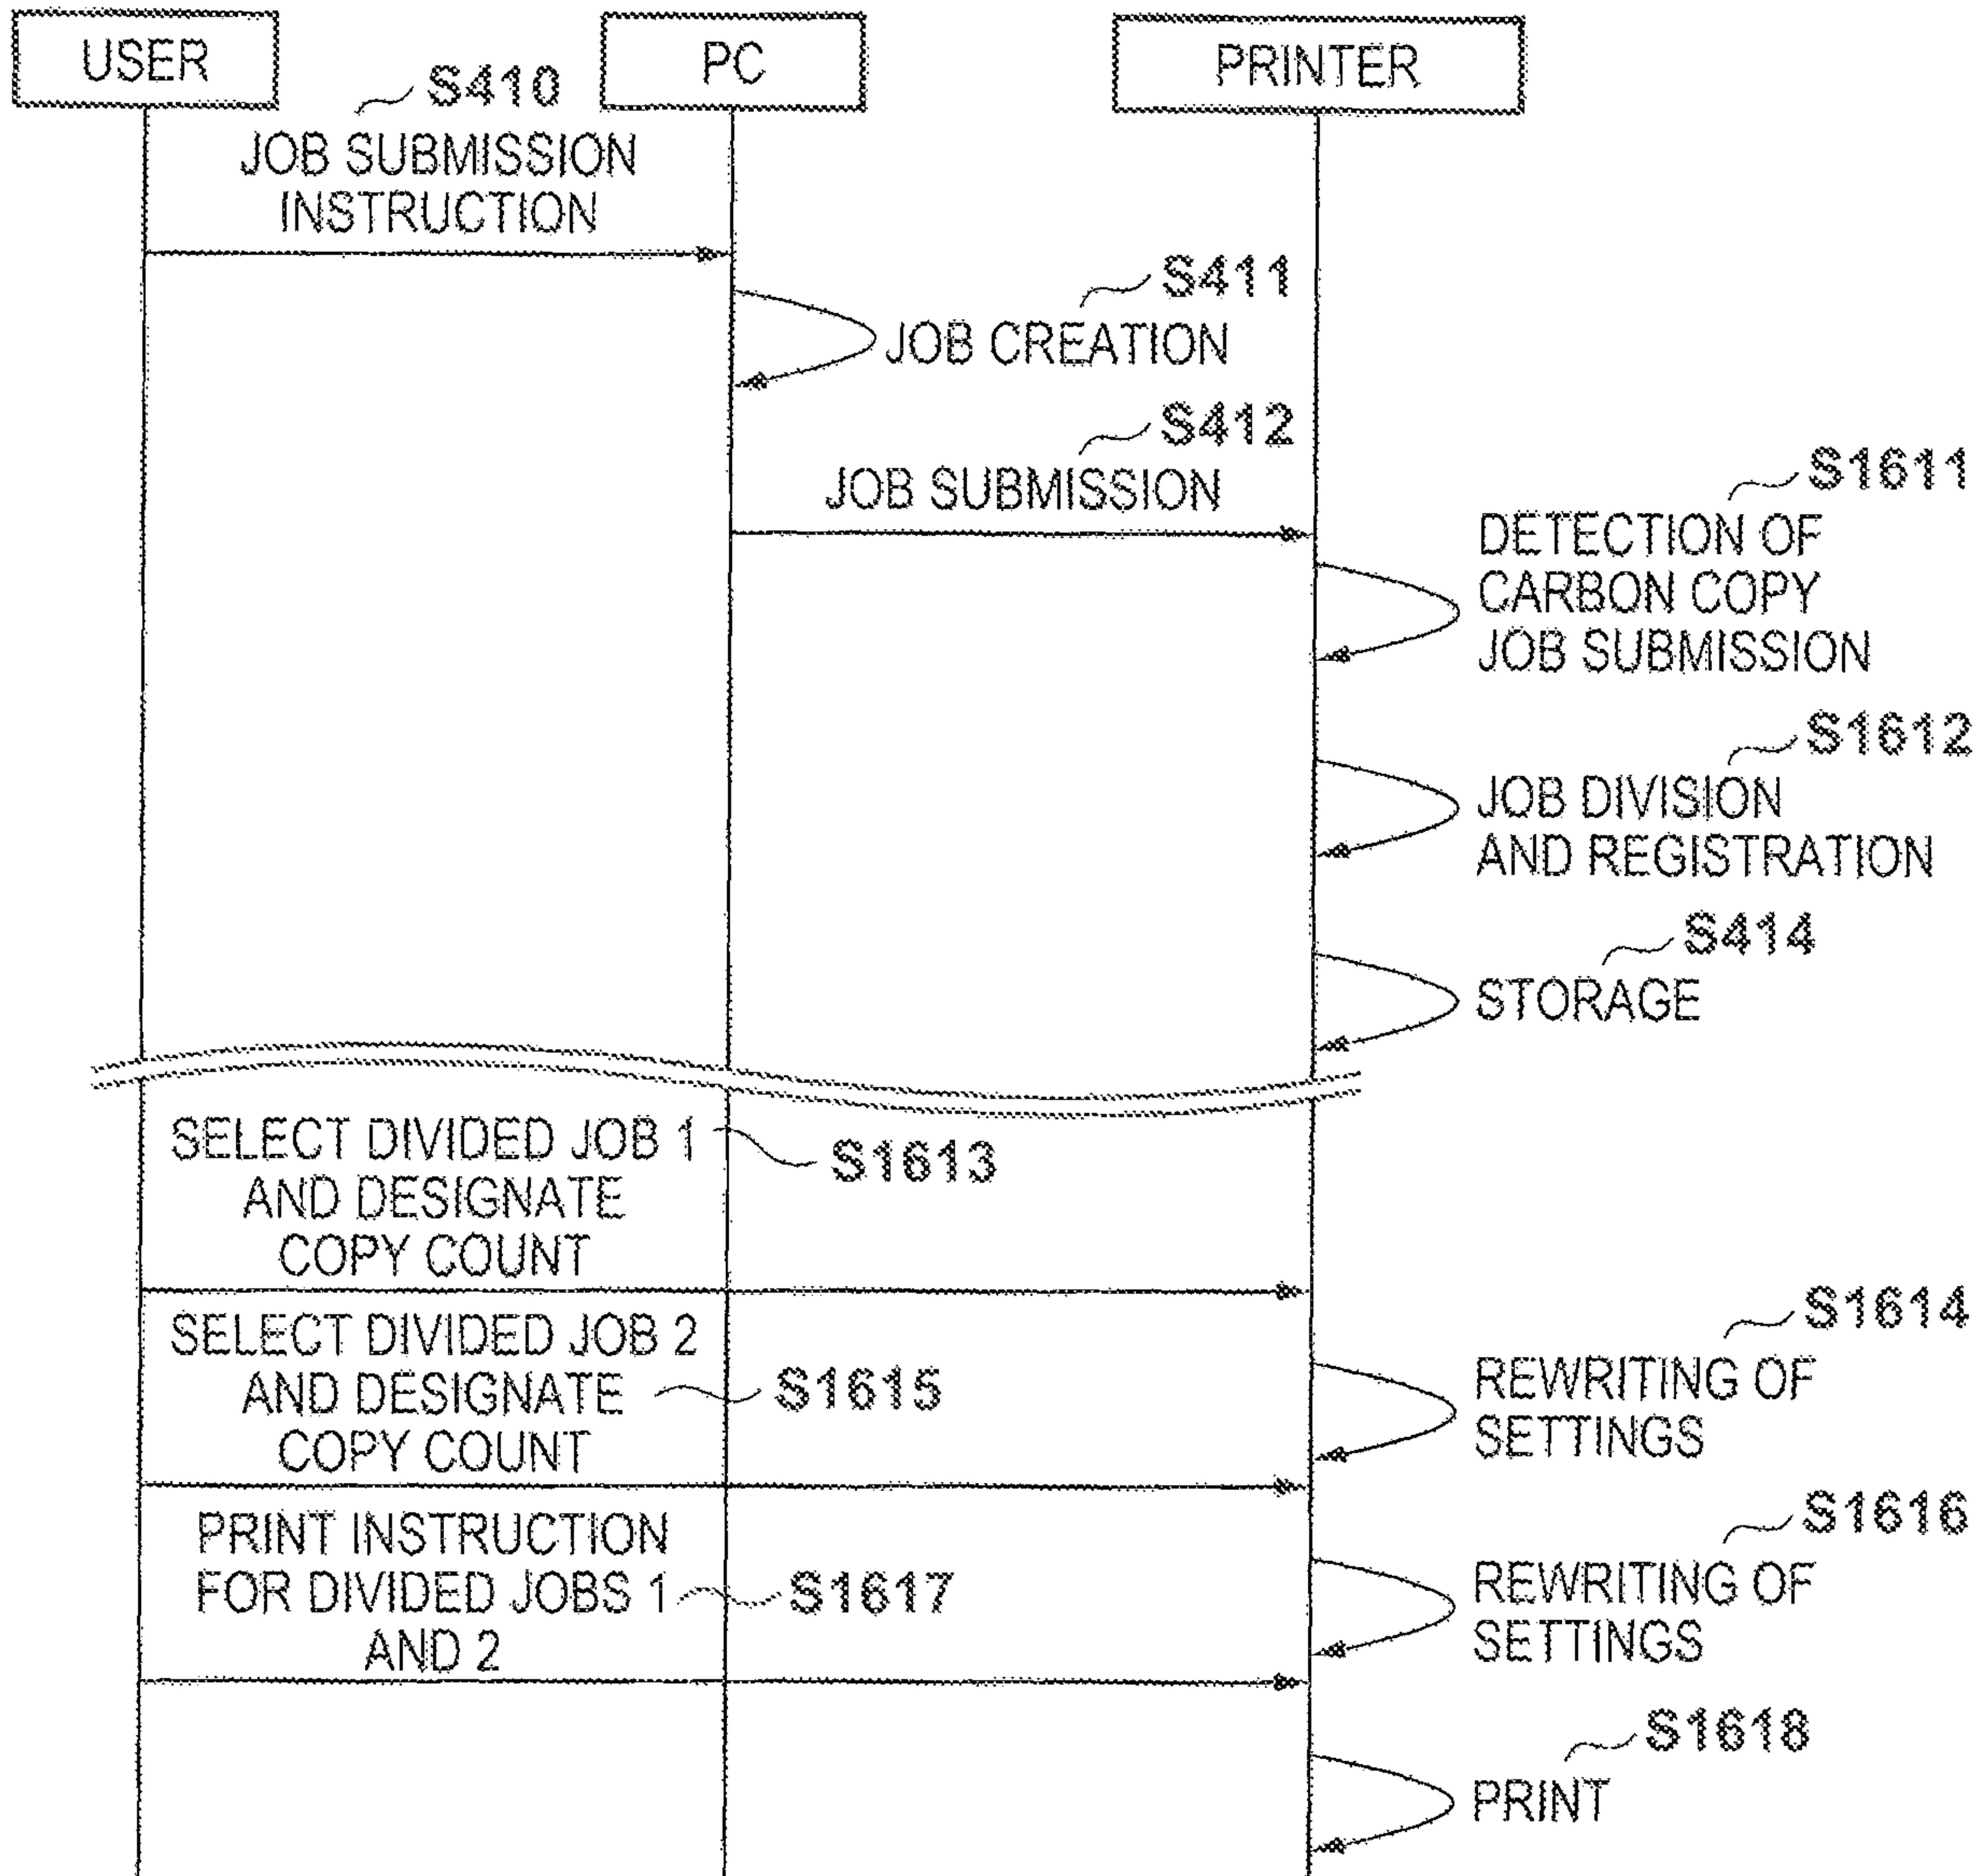 USER
PC
PRINTER
S410
JOB SUBMISSION
INSTRUCTION
S411
JOB CREATION
S412
JOB SUBMISSION
S1611
DETECTION OF
CARBON COPY
JOB SUBMISSION
S1612
JOB DIVISION
AND REGISTRATION
S414
STORAGE
SELECT DIVIDED JOB 1
AND DESIGNATE
COPY COUNT
S1613
SELECT DIVIDED JOB 2
AND DESIGNATE
COPY COUNT
S1615
S1614
REWRITING OF
SETTINGS
PRINT INSTRUCTION
FOR DIVIDED JOBS 1
AND 2
S1617
S1616
REWRITING OF
SETTINGS
S1618
PRINT